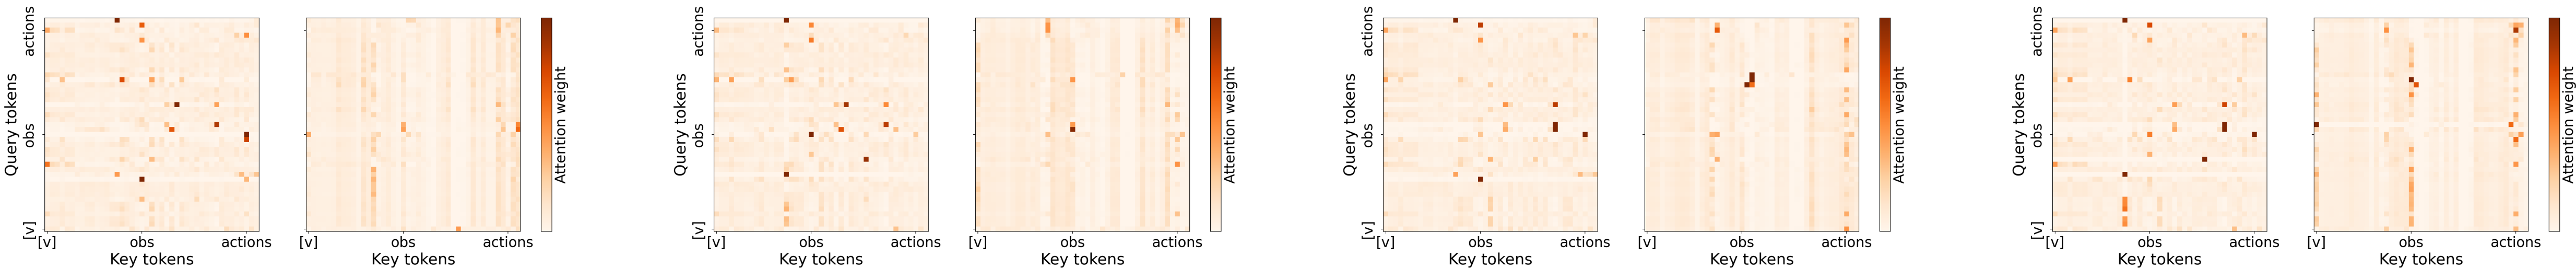 Query tokens
actions
obs
[v]
[v] obs actions
Key tokens
[v] obs actions
Key tokens
Attention weight
Query tokens
actions
obs
[v]
[v] obs actions
Key tokens
[v] obs actions
Key tokens
Attention weight
Query tokens
actions
obs
[v]
[v] obs actions
Key tokens
[v] obs actions
Key tokens
Attention weight
Query tokens
actions
obs
[v]
[v] obs actions
Key tokens
[v] obs actions
Key tokens
Attention weight